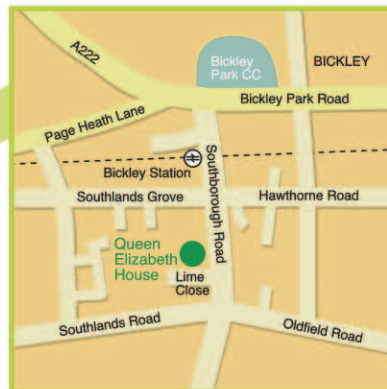 A222
Bickley
Park CC
BICKLEY
Bickley Park Road
Page Heath Lane
Bickley Station
Southborough Road
Southlands Grove
Hawthorne Road
Queen
Elizabeth
House
Lime
Close
Southlands Road
Oldfield Road